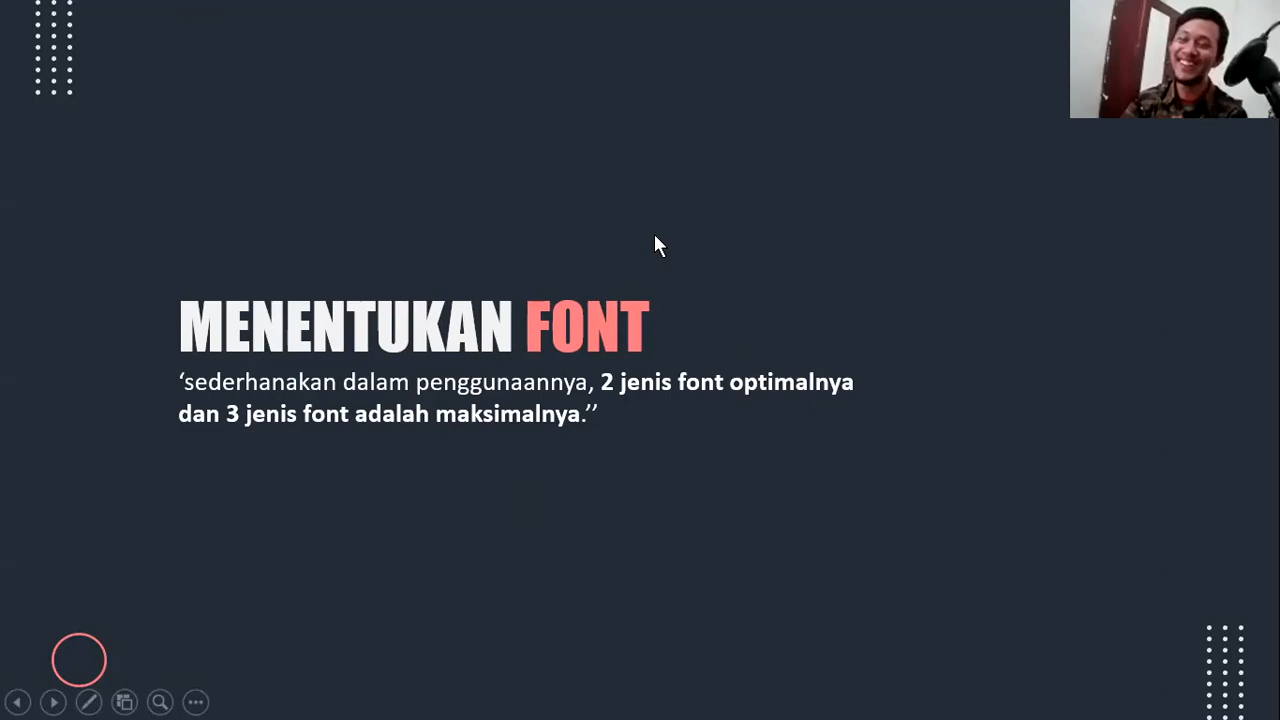 MENENTUKAN FONT
‘sederhanakan dalam penggunaannya, 2 jenis font optimalnya
dan 3 jenis font adalah maksimalnya.’’